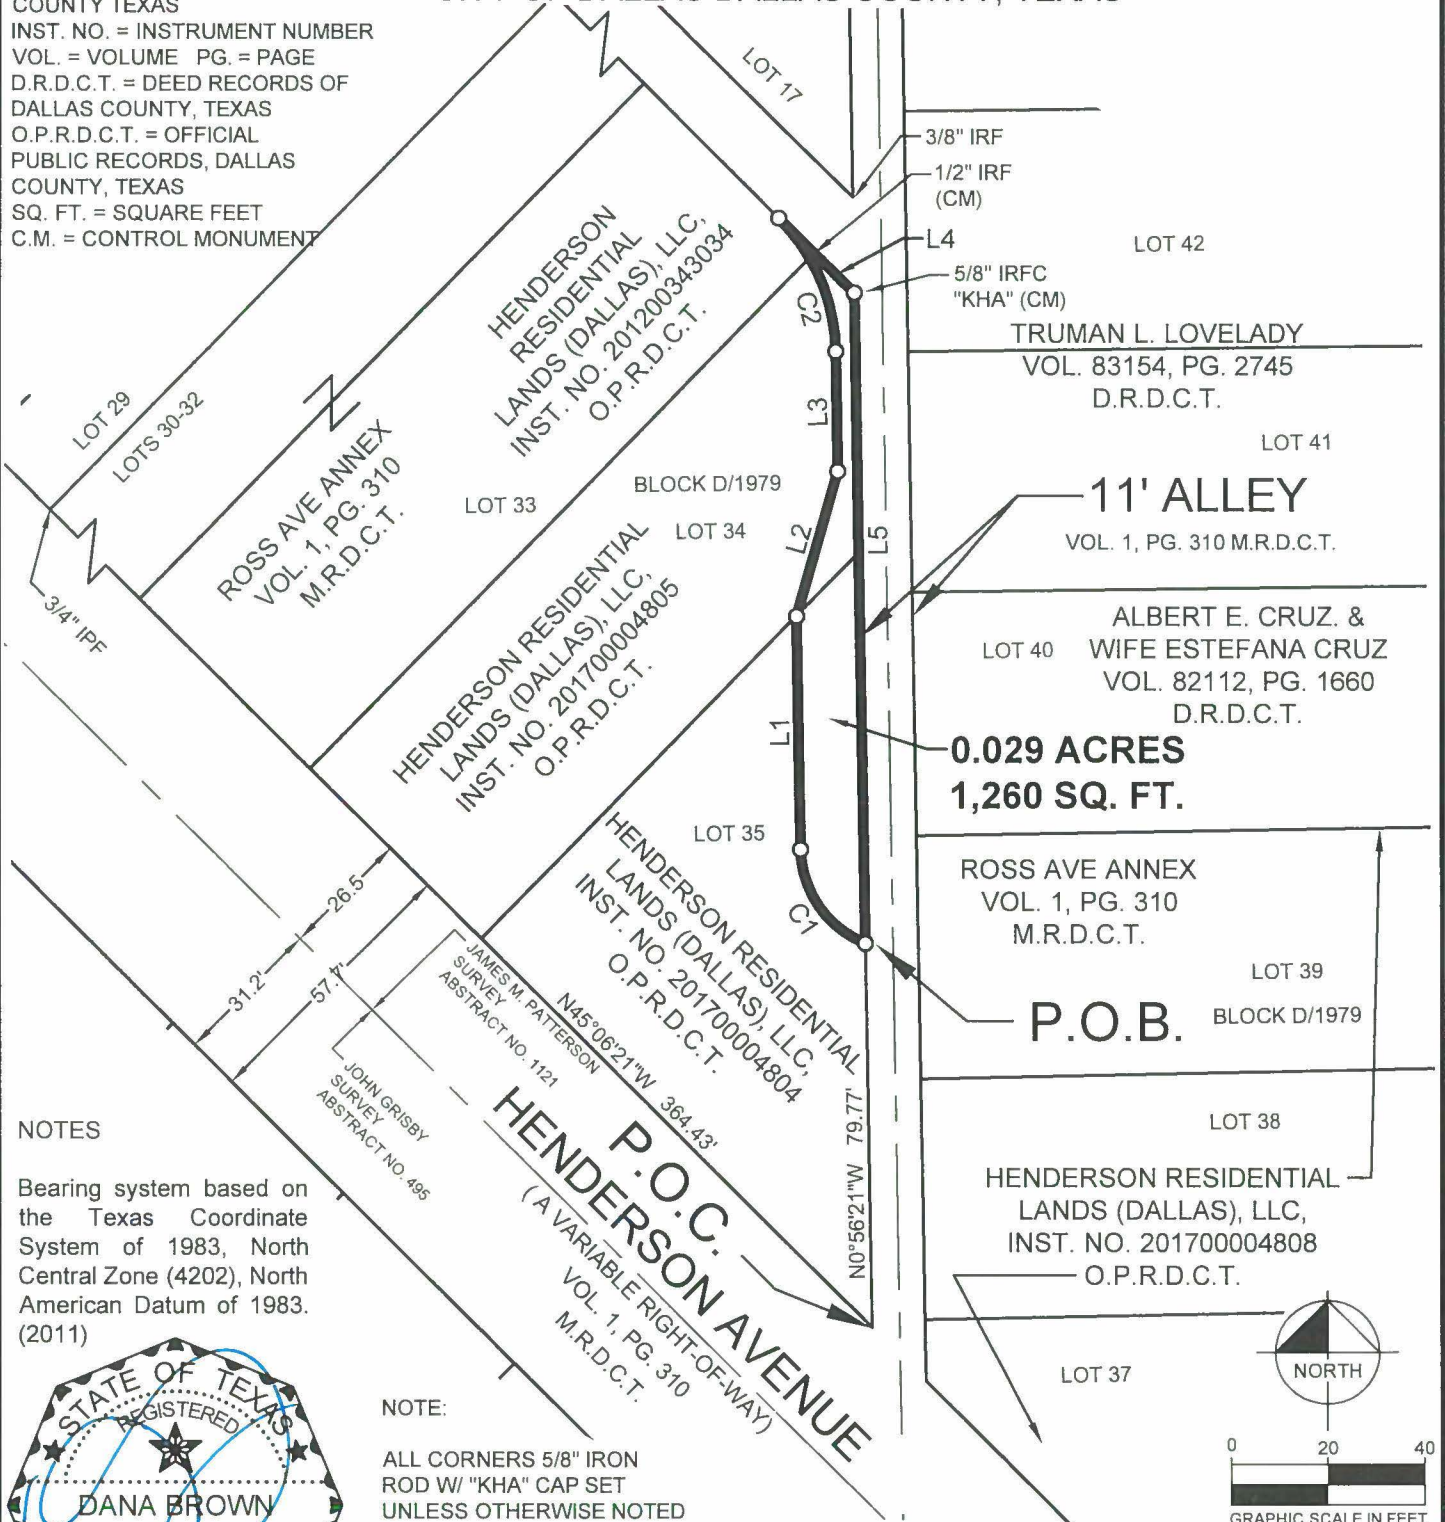 COUNTY TEXAS
INST. NO. = INSTRUMENT NUMBER
VOL. = VOLUME PG. = PAGE
D.R.D.C.T. = DEED RECORDS OF
DALLAS COUNTY, TEXAS
O.P.R.D.C.T. = OFFICIAL
PUBLIC RECORDS, DALLAS
COUNTY, TEXAS
SQ. FT. = SQUARE FEET
C.M. = CONTROL MONUMENT
CITY OF DALLAS DALLAS COUNTY, TEXAS
LOT 17
3/8" IRF
1/2" IRF
(CM)
L4
LOT 42
5/8" IRFC
"KHA" (CM)
HENDERSON
RESIDENTIAL
LANDS (DALLAS), LLC,
INST. NO. 201200343034
O.P.R.D.C.T.
C2
TRUMAN L. LOVELADY
VOL. 83154, PG. 2745
D.R.D.C.T.
LOT 29
LOTS 30-32
L3
LOT 41
ROSS AVE ANNEX
VOL. 1, PG. 310
M.R.D.C.T.
LOT 33
BLOCK D/1979
LOT 34
L2
L5
11' ALLEY
VOL. 1, PG. 310 M.R.D.C.T.
3/4" IPF
HENDERSON RESIDENTIAL
LANDS (DALLAS), LLC,
INST. NO. 201700004805
O.P.R.D.C.T.
LOT 40
ALBERT E. CRUZ. &
WIFE ESTEFANA CRUZ
VOL. 82112, PG. 1660
D.R.D.C.T.
L1
0.029 ACRES
1,260 SQ. FT.
LOT 35
HENDERSON RESIDENTIAL
LANDS (DALLAS), LLC,
INST. NO. 201700004804
O.P.R.D.C.T.
C1
ROSS AVE ANNEX
VOL. 1, PG. 310
M.R.D.C.T.
26.5
31.2'
57.7'
LOT 39
BLOCK D/1979
P.O.B.
JAMES M. PATTERSON
SURVEY
ABSTRACT NO. 1121
N45°06'21"W 364.43'
JOHN GRISBY
SURVEY
ABSTRACT NO. 495
N0°56'21"W 79.77'
LOT 38
P.O.C.
HENDERSON AVENUE
( A VARIABLE RIGHT-OF-WAY)
VOL. 1, PG. 310
M.R.D.C.T.
HENDERSON RESIDENTIAL
LANDS (DALLAS), LLC,
INST. NO. 201700004808
O.P.R.D.C.T.
NOTES
Bearing system based on
the Texas Coordinate
System of 1983, North
Central Zone (4202), North
American Datum of 1983.
(2011)
LOT 37
NORTH
STATE OF TEXAS
REGISTERED
DANA BROWN
NOTE:
ALL CORNERS 5/8" IRON
ROD W/ "KHA" CAP SET
UNLESS OTHERWISE NOTED
0 20 40
GRAPHIC SCALE IN FEET